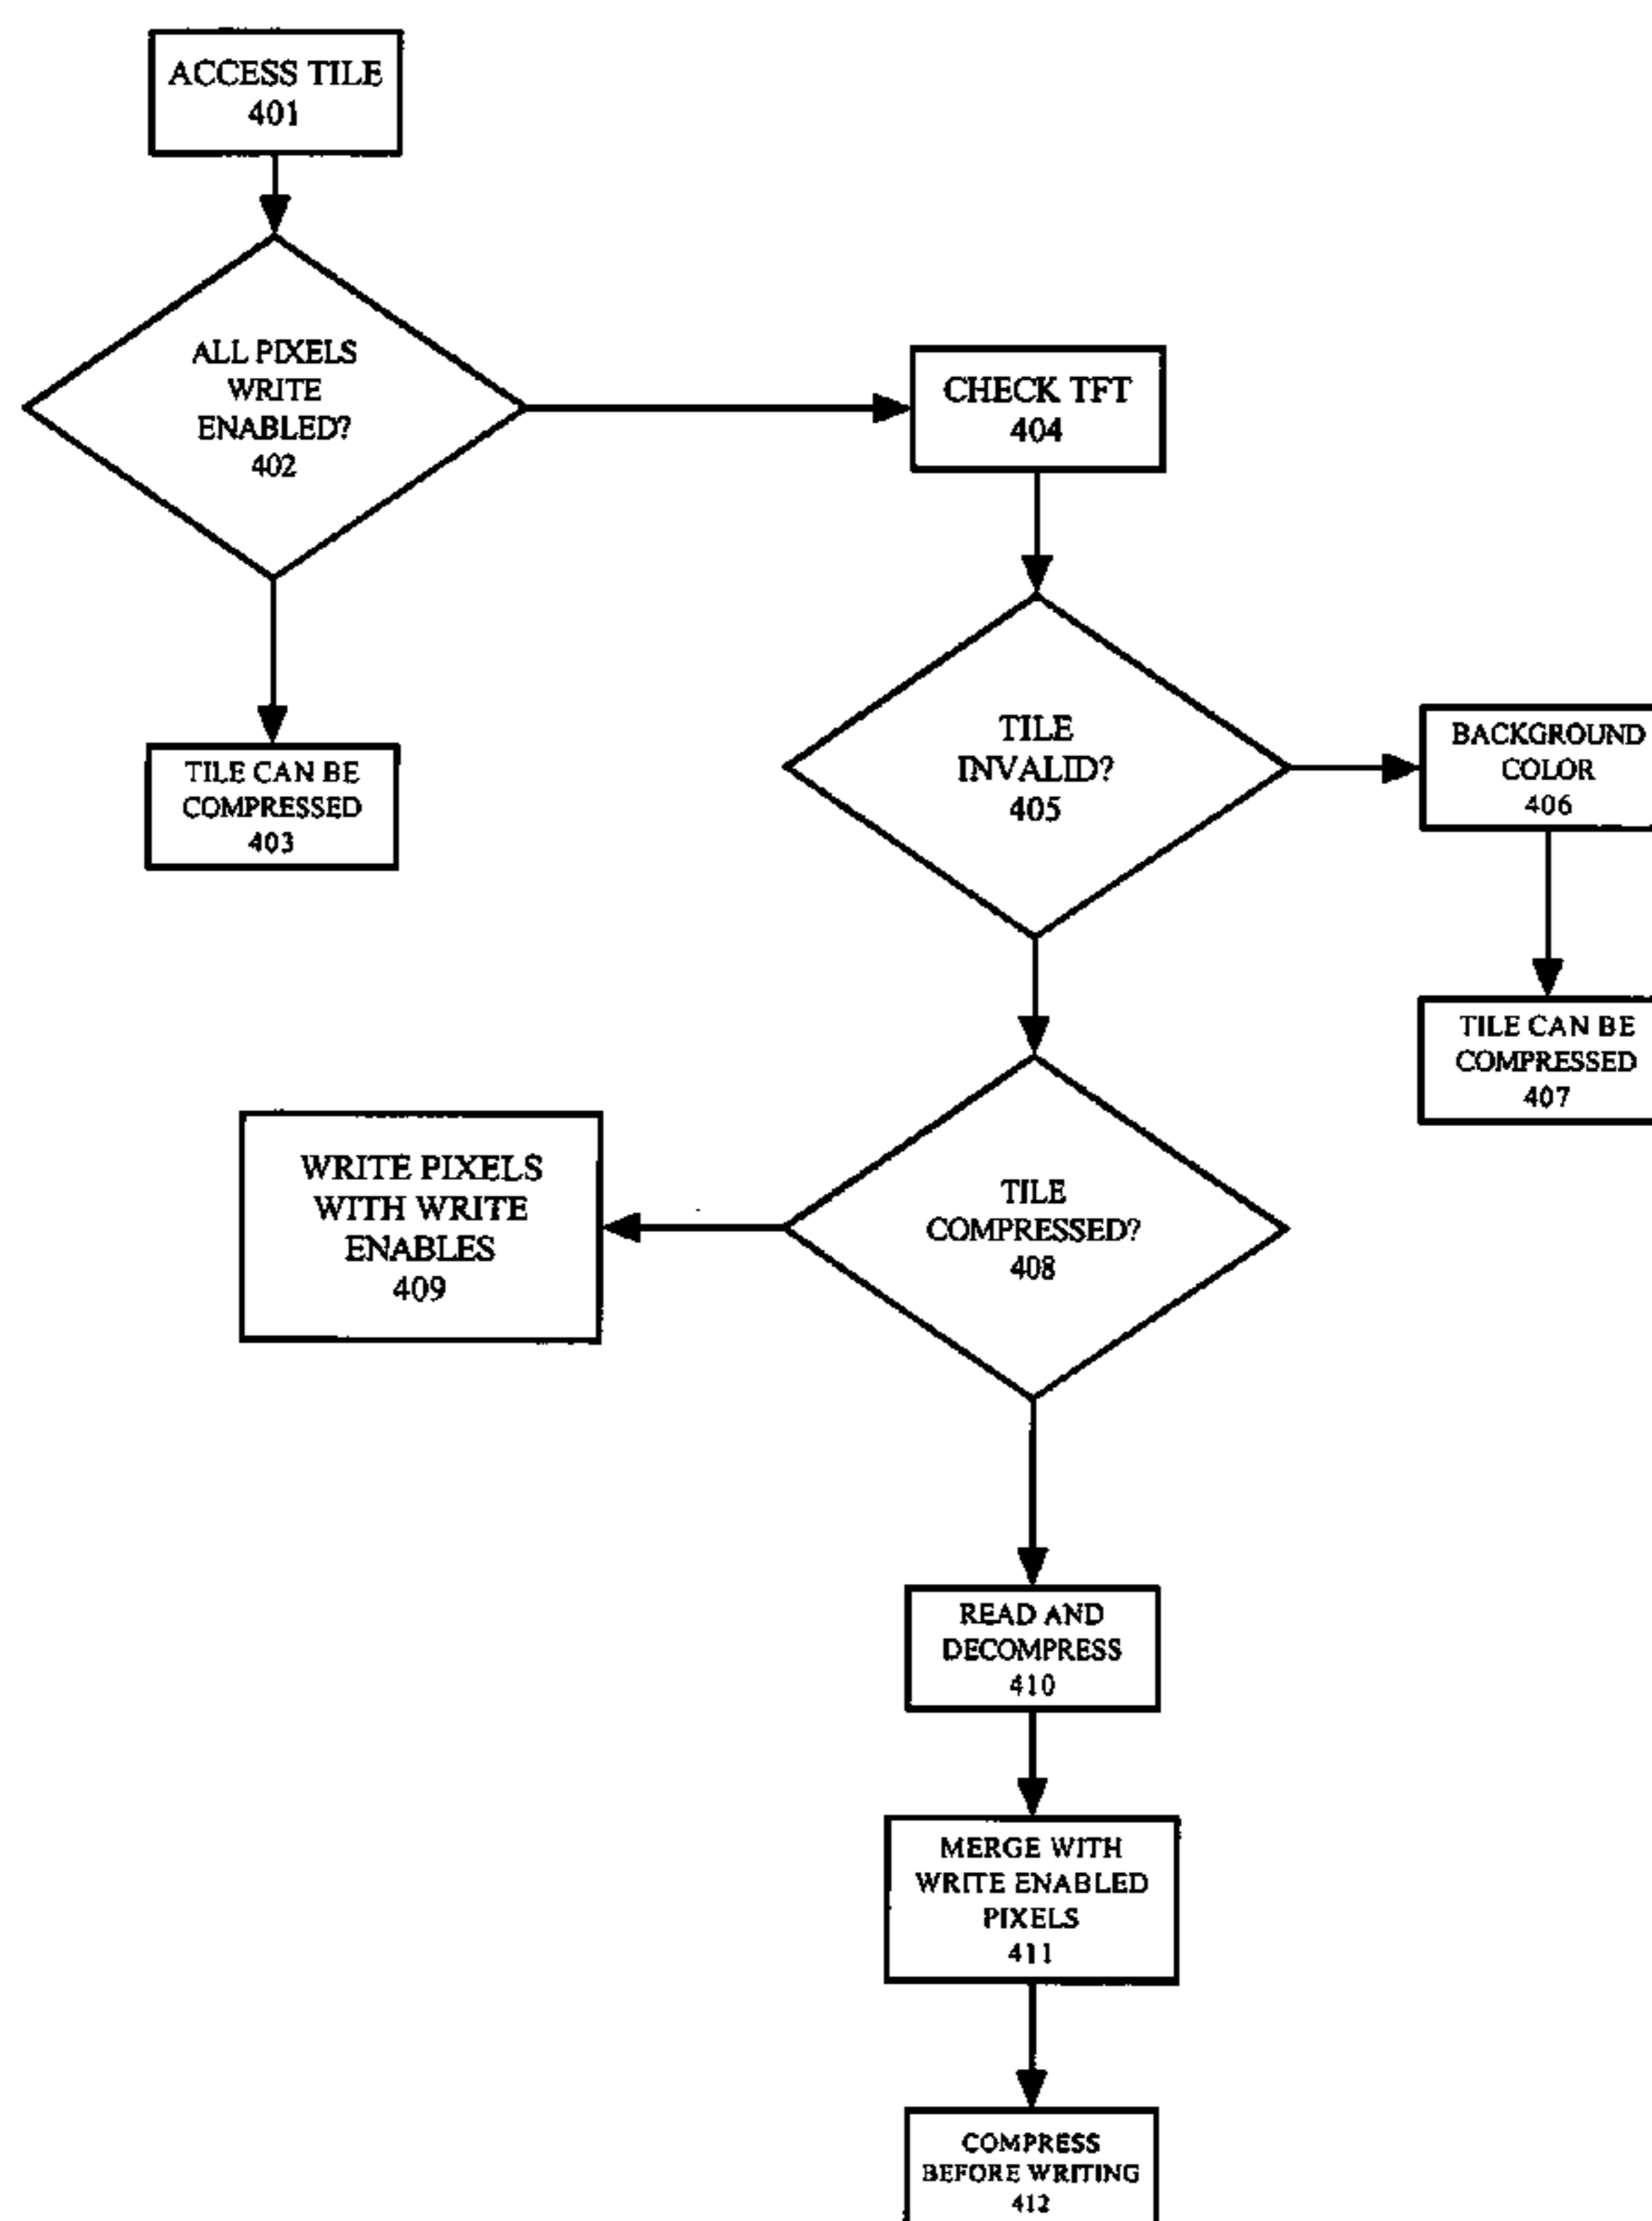 ACCESS TILE
401
ALL PIXELS
WRITE
ENABLED?
402
TILE CAN BE
COMPRESSED
403
CHECK TFT
404
TILE
INVALID?
405
BACKGROUND
COLOR
406
TILE CAN BE
COMPRESSED
407
TILE
COMPRESSED?
408
WRITE PIXELS
WITH WRITE
ENABLES
409
READ AND
DECOMPRESS
410
MERGE WITH
WRITE ENABLED
PIXELS
411
COMPRESS
BEFORE WRITING
412